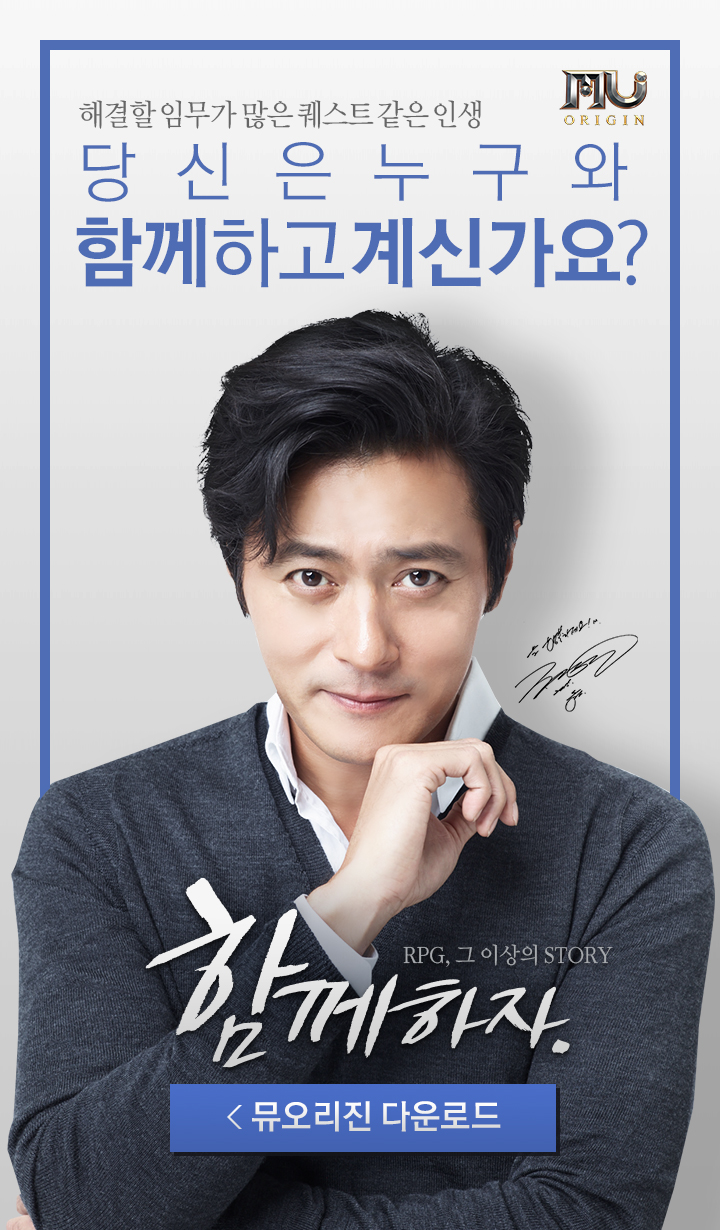 MU
ORIGIN
해결할 임무가 많은 퀘스트 같은 인생
당신은누구와
함께하고계신가요?
RPG, 그 이상의 STORY
함께하자.
< 뮤오리진 다운로드